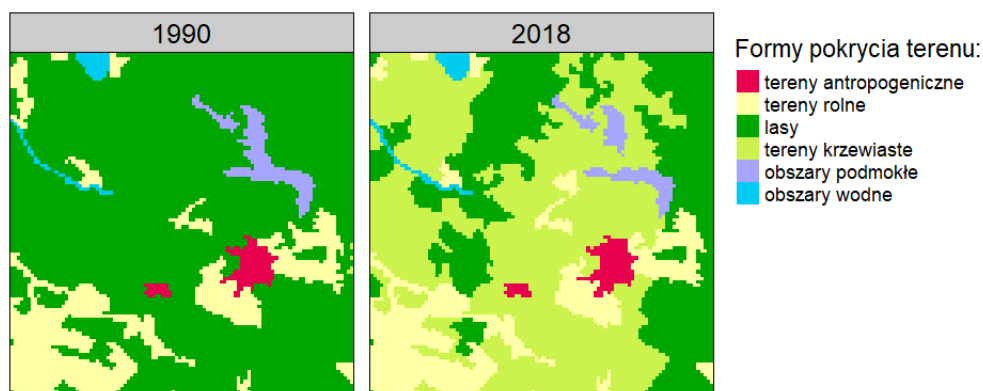 1990
2018
Formy pokrycia terenu:
tereny antropogeniczne
tereny rolne
lasy
tereny krzewiaste
obszary podmokłe
obszary wodne